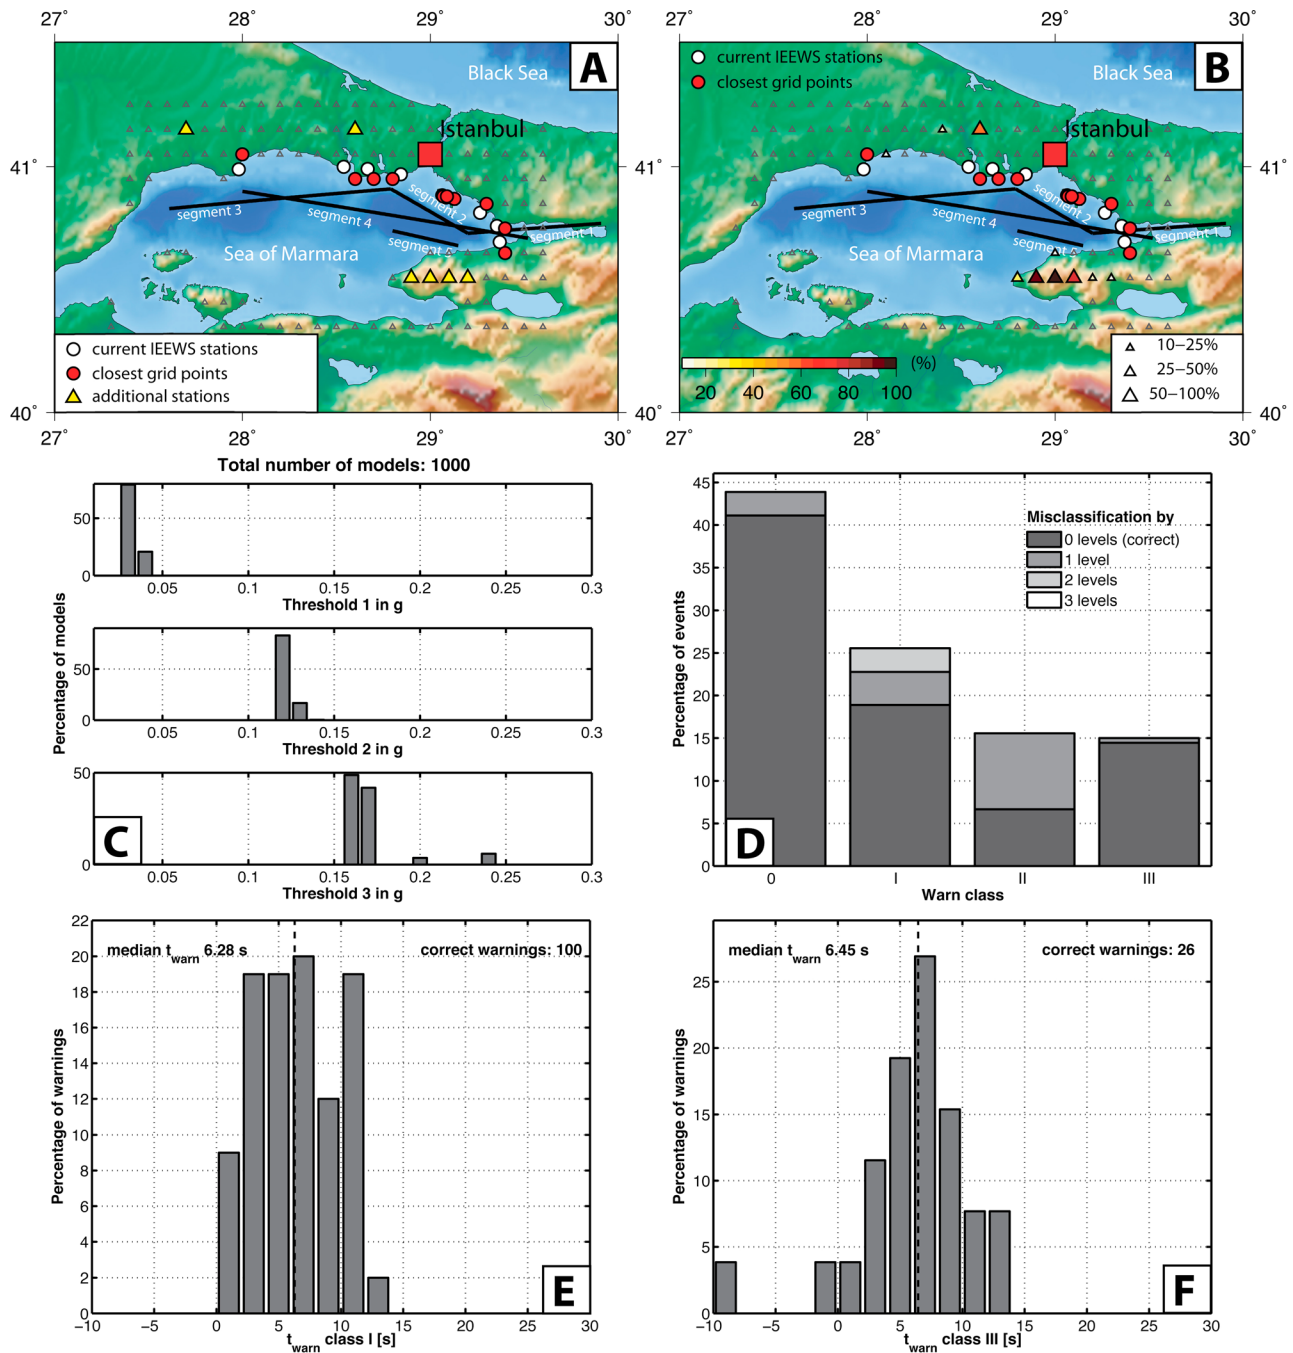 27° 28° 29° 30°
27° 28° 29° 30°
A
Black Sea
Istanbul
41°
segment 3
segment 4
segment 2
segment 1
segment
Sea of Marmara
current IEEWS stations
closest grid points
additional stations
40°
27° 28° 29° 30°
B
current IEEWS stations
closest grid points
Black Sea
Istanbul
41°
segment 3
segment 4
segment 2
segment 1
segment
Sea of Marmara
(%)
20 40 60 80 100
10−25%
25−50%
50−100%
40°
27° 28° 29° 30°
Total number of models: 1000
50
0
0.05 0.1 0.15 0.2 0.25 0.3
Threshold 1 in g
Percentage of models
50
0
0.05 0.1 0.15 0.2 0.25 0.3
Threshold 2 in g
50
0
0.05 0.1 0.15 0.2 0.25 0.3
Threshold 3 in g
C
45
40
35
30
25
20
15
10
5
0
Percentage of events
Misclassification by
0 levels (correct)
1 level
2 levels
3 levels
D
0 I II III
Warn class
22
20
18
16
14
12
10
8
6
4
2
0
Percentage of warnings
median twarn 6.28 s
correct warnings: 100
E
−10 −5 0 5 10 15 20 25 30
twarn class I [s]
25
20
15
10
5
0
Percentage of warnings
median twarn 6.45 s
correct warnings: 26
F
−10 −5 0 5 10 15 20 25 30
twarn class III [s]